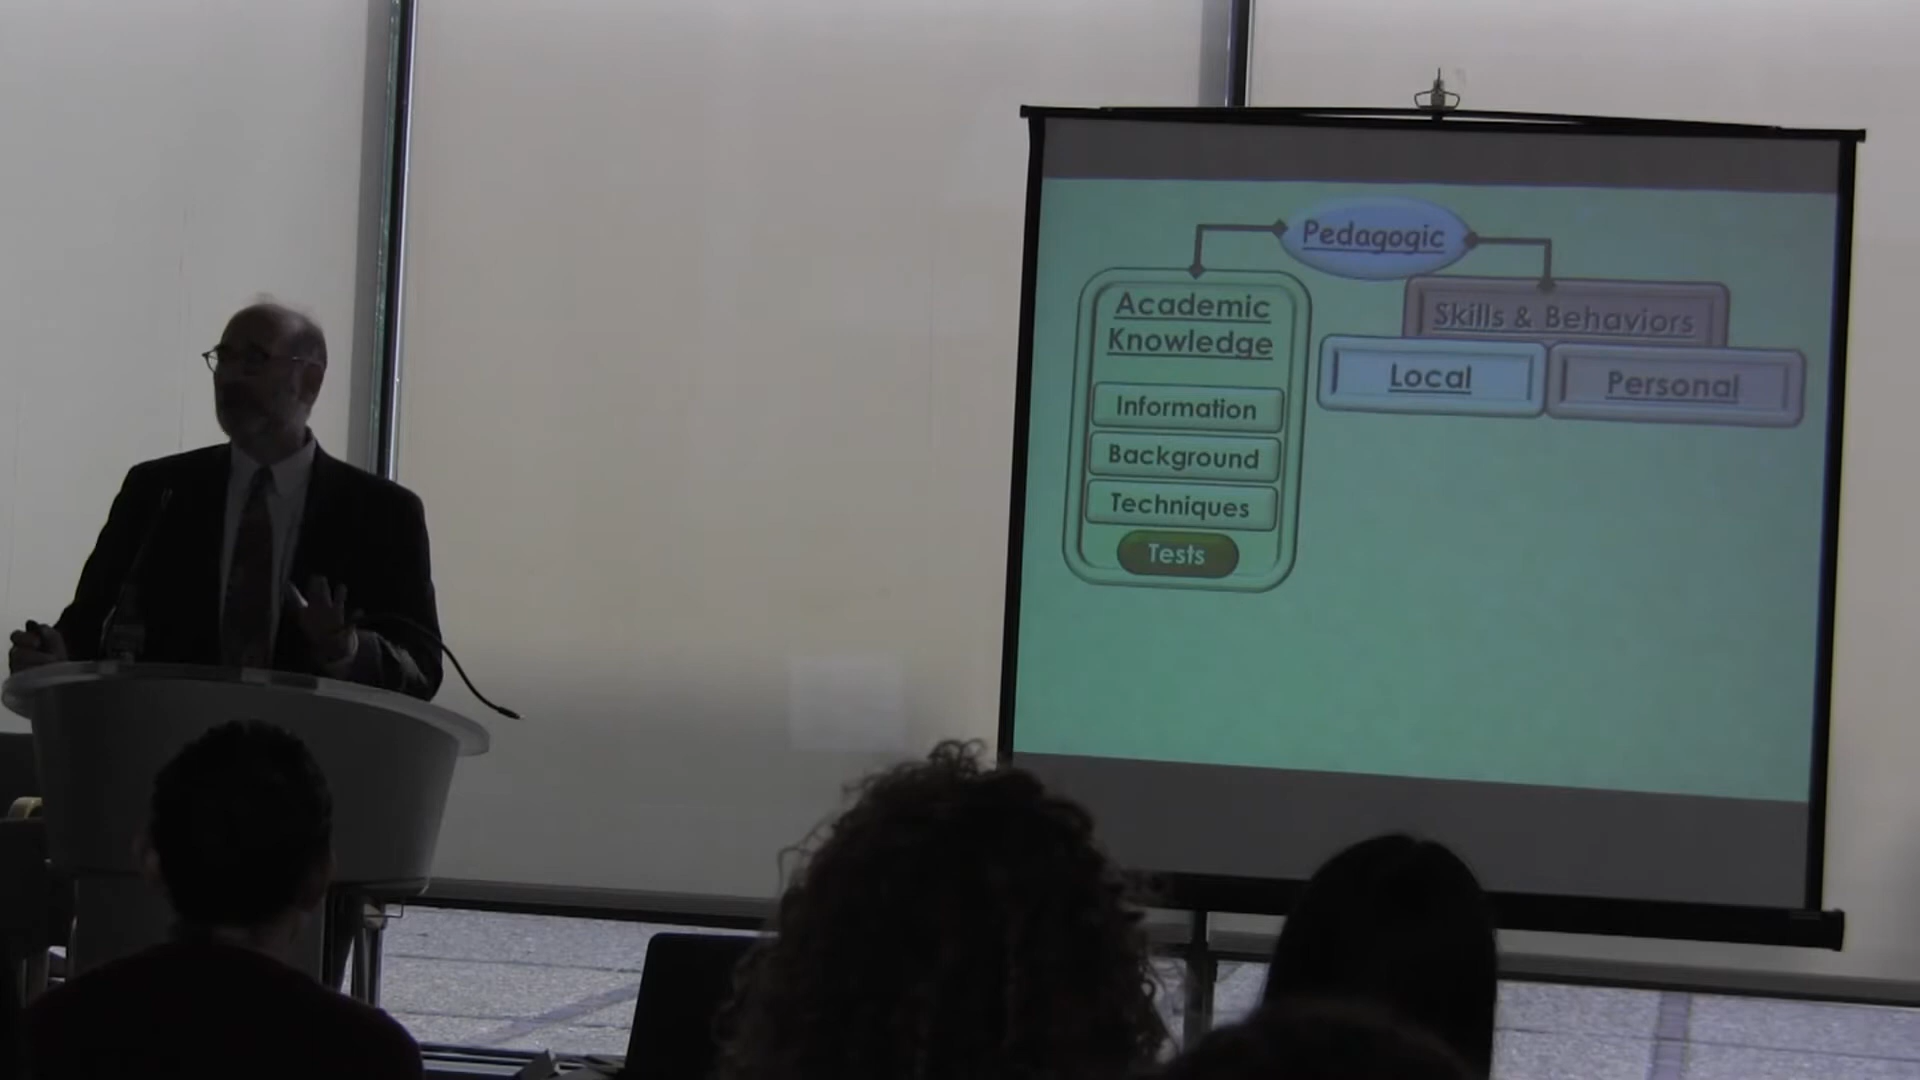 Pedagogic
Academic
Knowledge
Information
Background
Techniques
Tests
Skills & Behaviors
Local
Personal